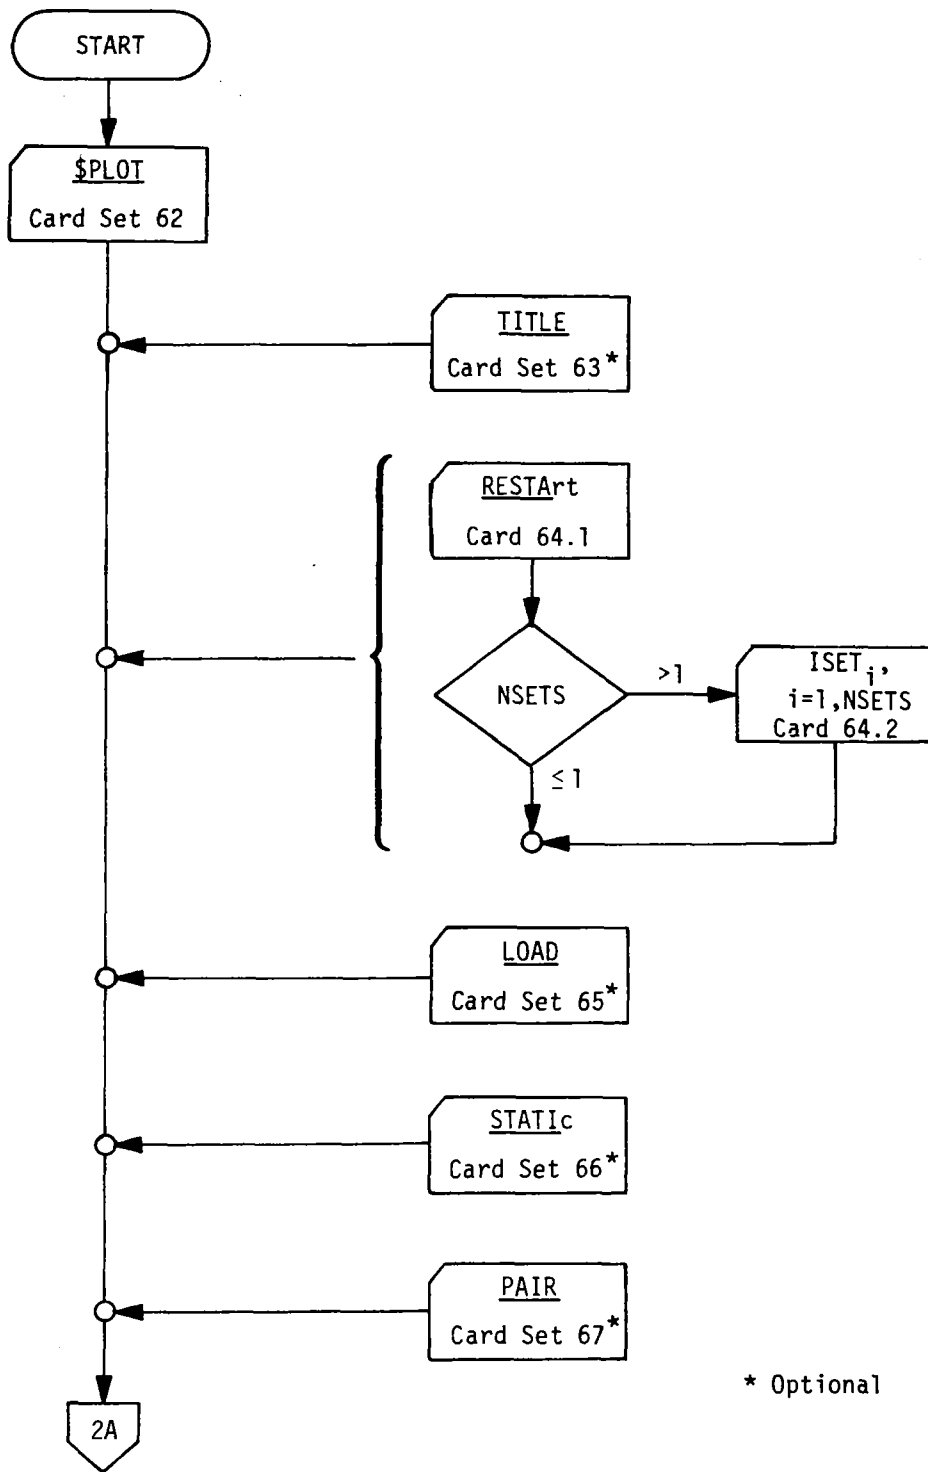 START
$PLOT
Card Set 62
TITLE
Card Set 63*
RESTArt
Card 64.1
NSETS
>1
ISETi,
i=1,NSETS
Card 64.2
≤1
LOAD
Card Set 65*
STATIc
Card Set 66*
PAIR
Card Set 67*
* Optional
2A